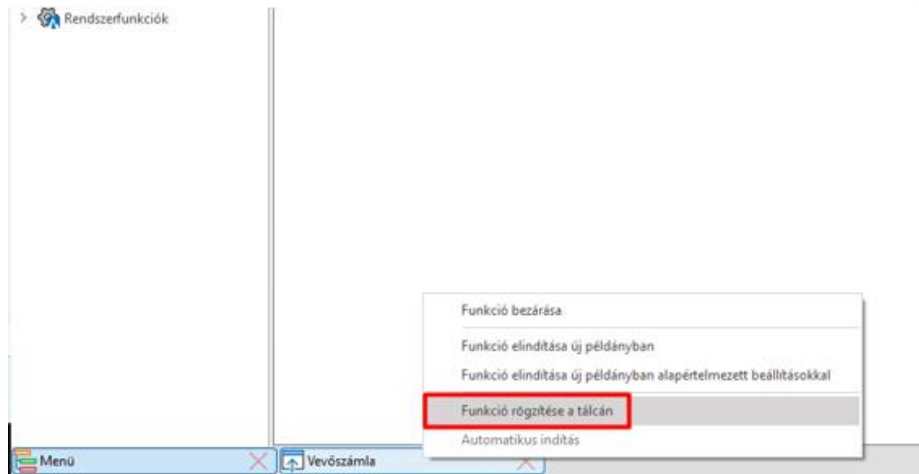 Rendszerfunkciók
Funkció bezárása
Funkció elindítása új példányban
Funkció elindítása új példányban alapértelmezett beállításokkal
Funkció rögzítése a tálcán
Automatikus indítás
Menü
Vevőszámla